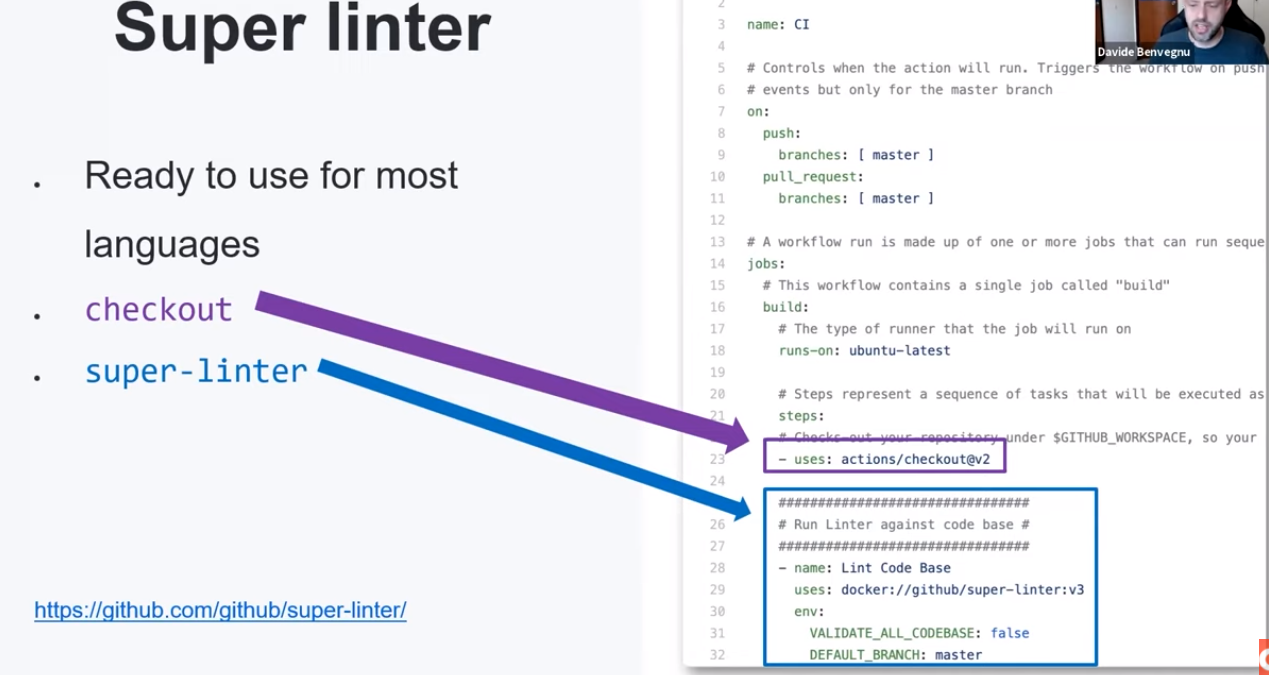 Super linter
. Ready to use for most
languages
. checkout
. super-linter
https://github.com/github/super-linter/
2
3 name: CI
4
5 # Controls when the action will run. Triggers the workflow on push
6 # events but only for the master branch
7 on:
8 push:
9 branches: [ master ]
10 pull_request:
11 branches: [ master ]
12
13 # A workflow run is made up of one or more jobs that can run seque
14 jobs:
15 # This workflow contains a single job called "build"
16 build:
17 # The type of runner that the job will run on
18 runs-on: ubuntu-latest
19
20 # Steps represent a sequence of tasks that will be executed as
21 steps:
# Checks-out your repository under $GITHUB_WORKSPACE, so your
23 - uses: actions/checkout@v2
24
################################
26 # Run Linter against code base #
27 ################################
28 - name: Lint Code Base
29 uses: docker://github/super-linter:v3
30 env:
31 VALIDATE_ALL_CODEBASE: false
32 DEFAULT_BRANCH: master
Davide Benvegnu